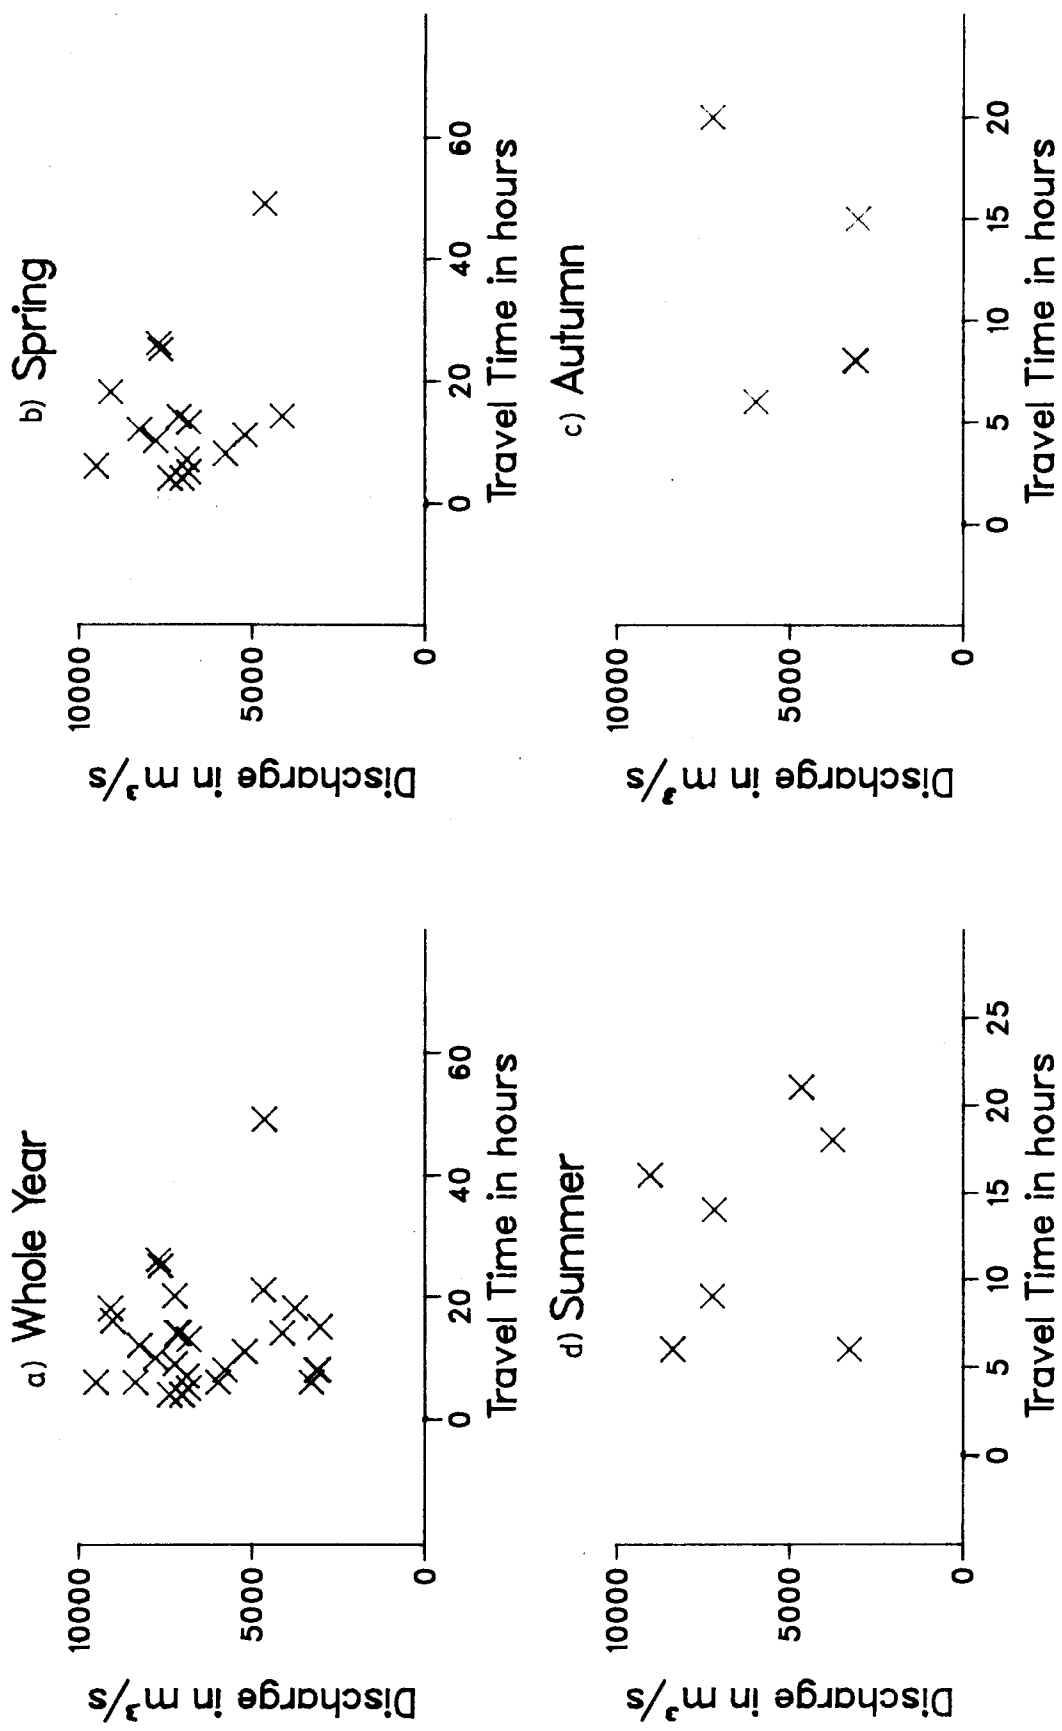 a) Whole Year
Discharge in m³/s
10000
5000
0
0 20 40 60
Travel Time in hours
b) Spring
Discharge in m³/s
10000
5000
0
0 20 40 60
Travel Time in hours
d) Summer
Discharge in m³/s
10000
5000
0
0 5 10 15 20 25
Travel Time in hours
c) Autumn
Discharge in m³/s
10000
5000
0
0 5 10 15 20
Travel Time in hours